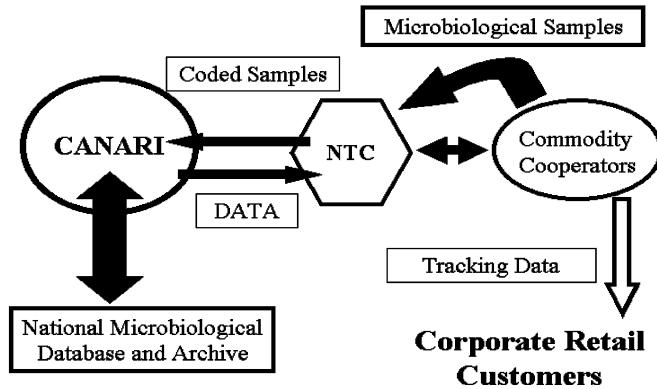 Microbiological Samples
Coded Samples
CANARI
NTC
Commodity
Cooperators
DATA
Tracking Data
National Microbiological
Database and Archive
Corporate Retail
Customers